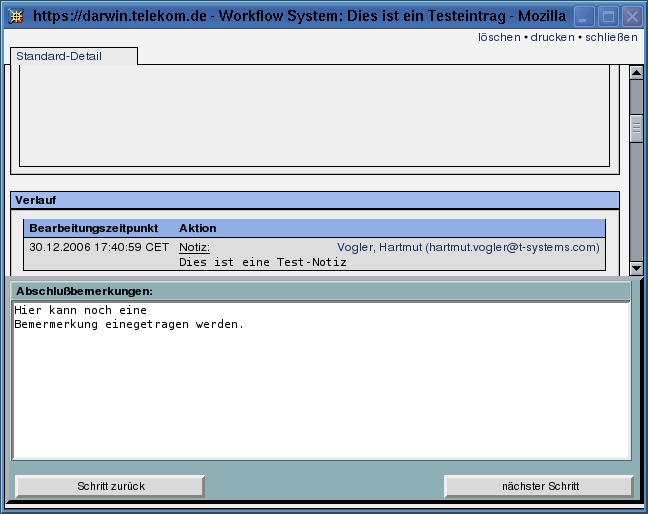 https://darwin.telekom.de - Workflow System: Dies ist ein Testeintrag - Mozilla
löschen • drucken • schließen
Standard-Detail
Verlauf
Bearbeitungszeitpunkt Aktion
30.12.2006 17:40:59 CET Notiz: Vogler, Hartmut (hartmut.vogler@t-systems.com)
Dies ist eine Test-Notiz
Abschlußbemerkungen:
Hier kann noch eine
Bemermerkung einegetragen werden.
Schritt zurück nächster Schritt